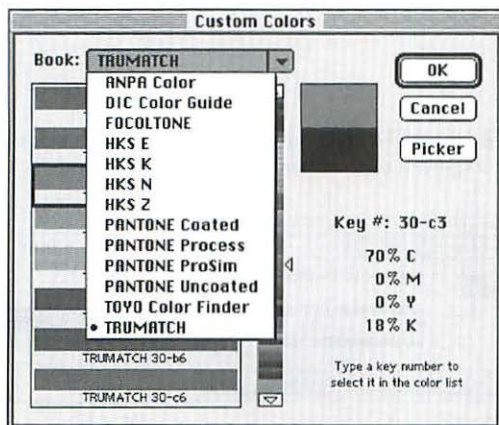 Custom Colors
Book: TRUMATCH
ANPA Color
DIC Color Guide
FOCOLTONE
HKS E
HKS K
HKS N
HKS Z
PANTONE Coated
PANTONE Process
PANTONE ProSim
PANTONE Uncoated
TOYO Color Finder
• TRUMATCH
TRUMATCH 30-b6
TRUMATCH 30-c6
OK
Cancel
Picker
Key #: 30-c3
70% C
0% M
0% Y
18% K
Type a key number to
select it in the color list